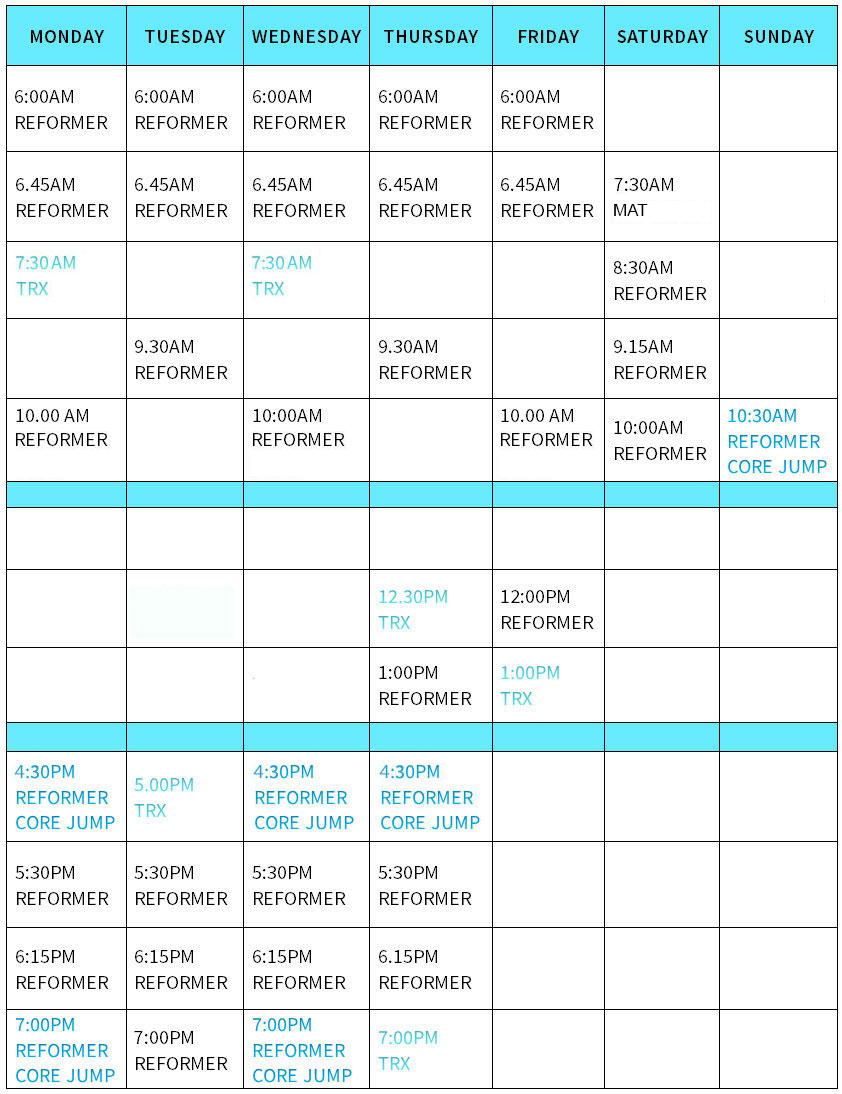 MONDAY TUESDAY WEDNESDAY THURSDAY FRIDAY SATURDAY SUNDAY
6:00AM 6:00AM 6:00AM 6:00AM 6:00AM
REFORMER REFORMER REFORMER REFORMER REFORMER
6.45AM 6.45AM 6.45AM 6.45AM 6.45AM 7:30AM
REFORMER REFORMER REFORMER REFORMER REFORMER MAT
7:30 AM 7:30 AM 8:30AM
TRX TRX REFORMER
9.30AM 9.30AM 9.15AM
REFORMER REFORMER REFORMER
10.00 AM 10:00AM 10.00 AM 10:00AM 10:30AM
REFORMER REFORMER REFORMER REFORMER REFORMER
CORE JUMP
12.30PM 12:00PM
TRX REFORMER
1:00PM 1:00PM
REFORMER TRX
4:30PM 5.00PM 4:30PM 4:30PM
REFORMER TRX REFORMER REFORMER
CORE JUMP CORE JUMP CORE JUMP
5:30PM 5:30PM 5:30PM 5:30PM
REFORMER REFORMER REFORMER REFORMER
6:15PM 6:15PM 6:15PM 6.15PM
REFORMER REFORMER REFORMER REFORMER
7:00PM 7:00PM 7:00PM 7:00PM
REFORMER REFORMER REFORMER TRX
CORE JUMP CORE JUMP